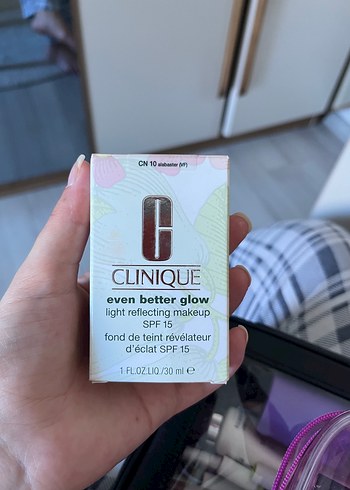 CN 10 alabaster (VF)
CLINIQUE
even better glow
light reflecting makeup
SPF 15
fond de teint révélateur
d'éclat SPF 15
1 FL.OZ.LIQ./30 ml ℮